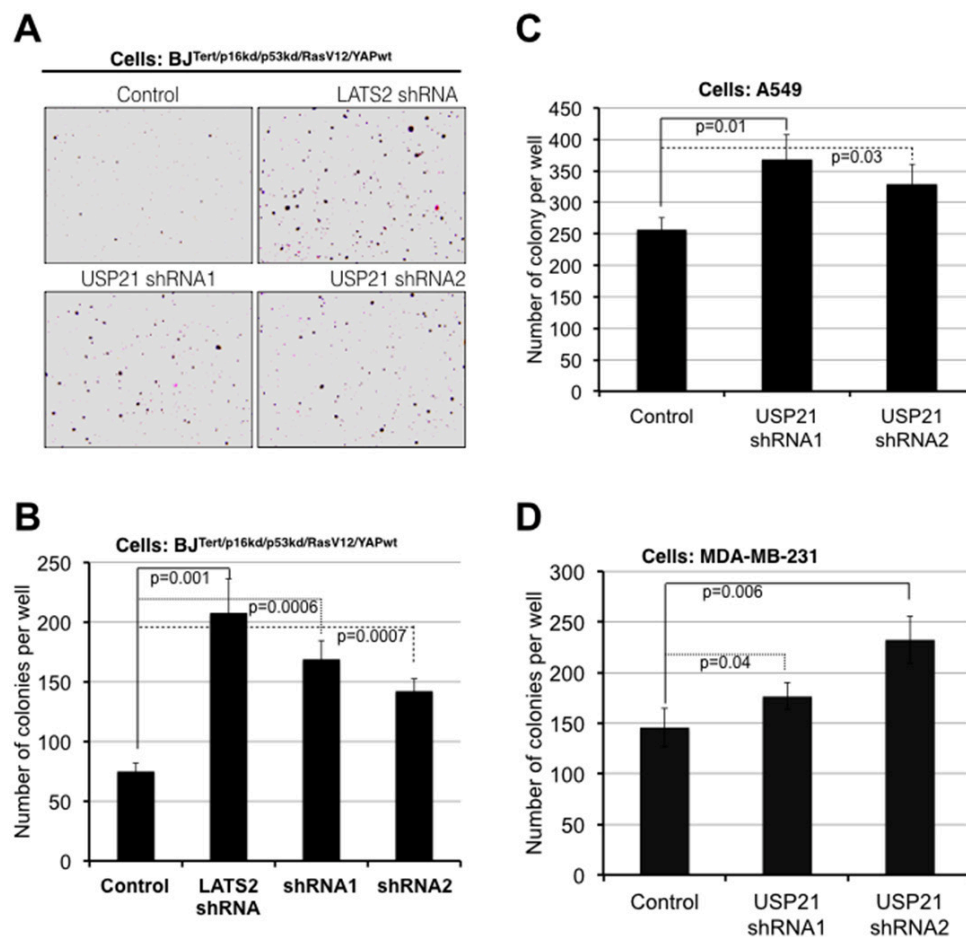 A
Cells: BJTert/p16kd/p53kd/RasV12/YAPwt
Control
LATS2 shRNA
USP21 shRNA1
USP21 shRNA2
B
Cells: BJTert/p16kd/p53kd/RasV12/YAPwt
Number of colonies per well
250
200
150
100
50
0
p=0.001
p=0.0006
p=0.0007
Control
LATS2
shRNA
shRNA1
shRNA2
C
Cells: A549
Number of colony per well
450
400
350
300
250
200
150
100
50
0
p=0.01
p=0.03
Control
USP21
shRNA1
USP21
shRNA2
D
Cells: MDA-MB-231
Number of colonies per well
300
250
200
150
100
50
0
p=0.006
p=0.04
Control
USP21
shRNA1
USP21
shRNA2